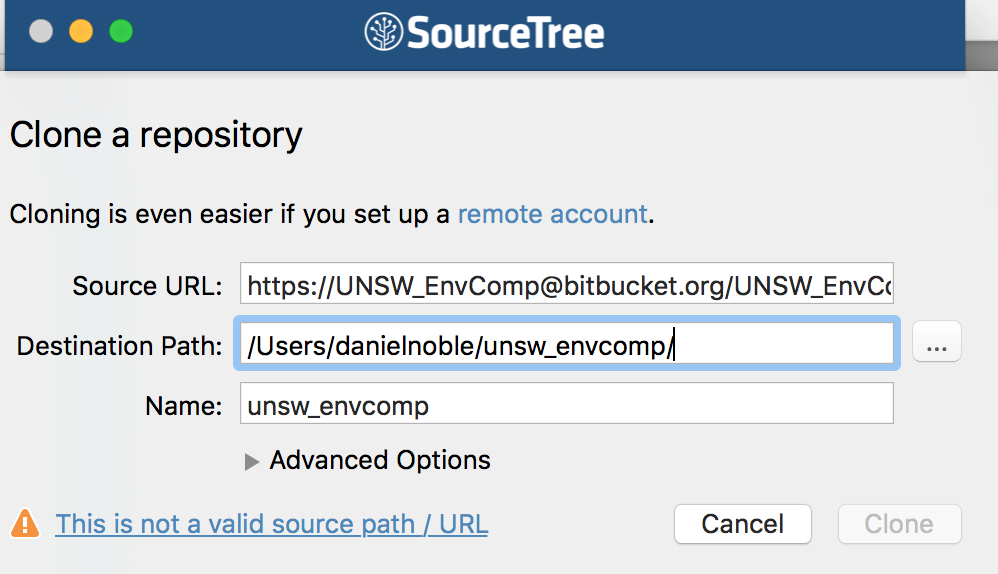 SourceTree
Clone a repository
Cloning is even easier if you set up a remote account.
Source URL: https://UNSW_EnvComp@bitbucket.org/UNSW_EnvCo
Destination Path: /Users/danielnoble/unsw_envcomp/ ...
Name: unsw_envcomp
Advanced Options
This is not a valid source path / URL Cancel Clone